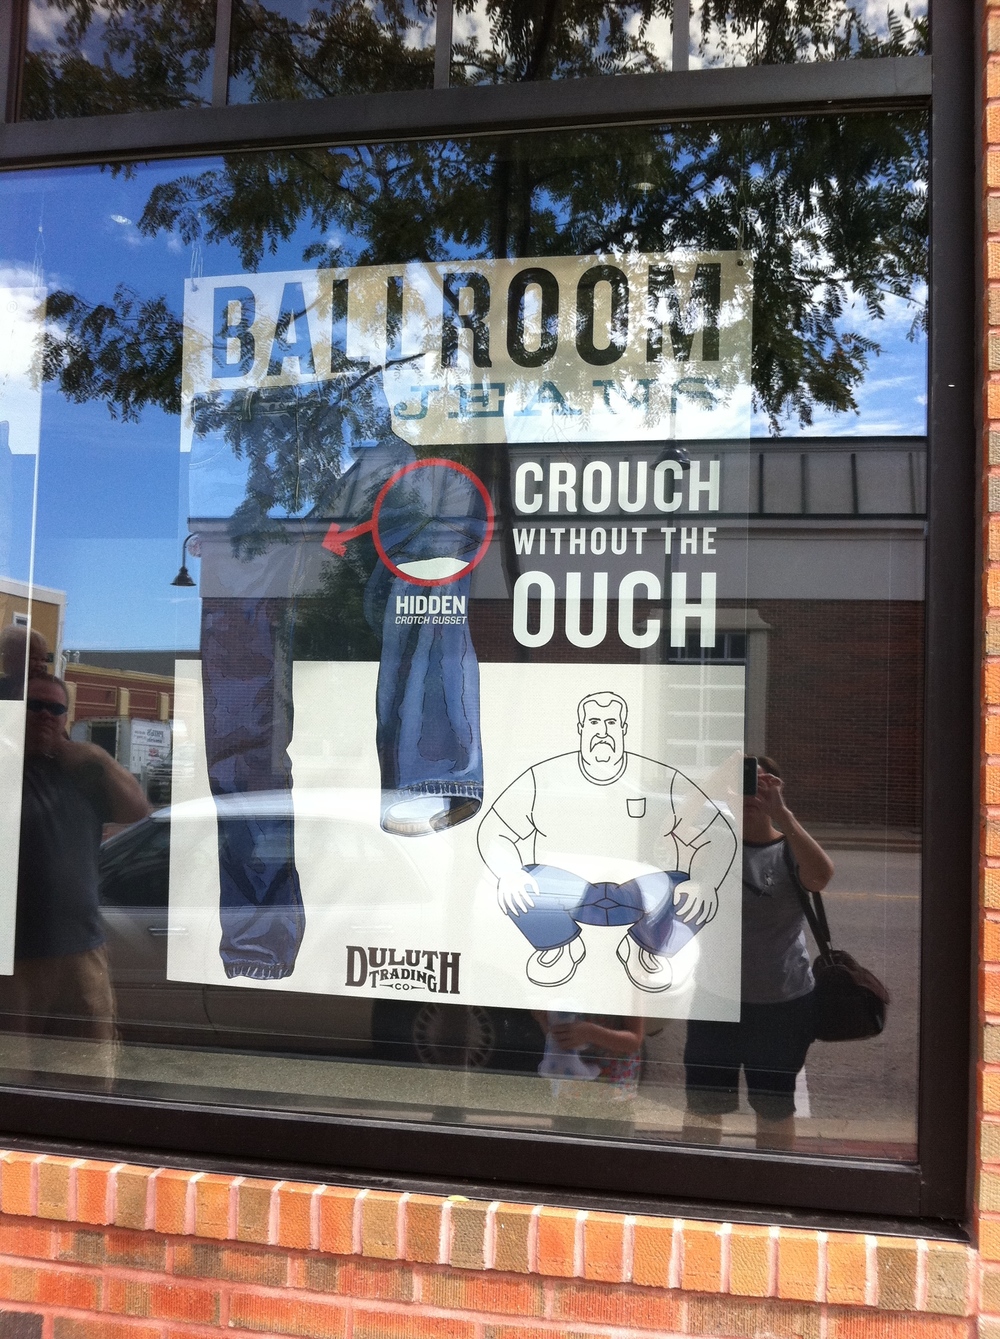 BALLROOM
JEANS
CROUCH
WITHOUT THE
OUCH
HIDDEN
CROTCH GUSSET
DULUTH
TRADING
CO